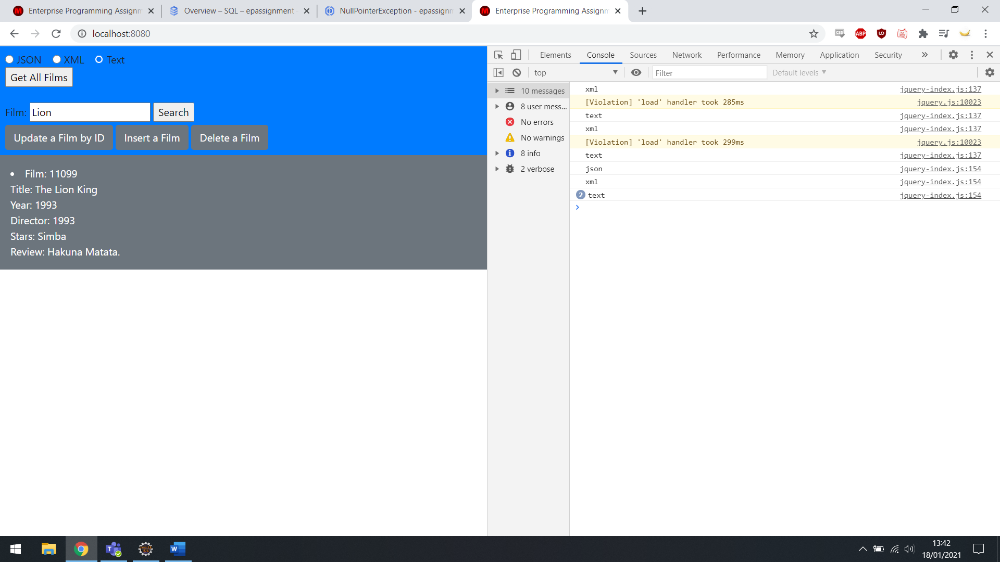 Enterprise Programming Assignm
Overview – SQL – epassignment
NullPointerException - epassignm
Enterprise Programming Assignm
localhost:8080
CSS
ABP
JSON XML Text
Get All Films
Film: Lion Search
Update a Film by ID Insert a Film Delete a Film
Film: 11099
Title: The Lion King
Year: 1993
Director: 1993
Stars: Simba
Review: Hakuna Matata.
Elements Console Sources Network Performance Memory Application Security
top Filter Default levels
10 messages
8 user mess...
No errors
No warnings
8 info
2 verbose
xml jquery-index.js:137
[Violation] 'load' handler took 285ms jquery.js:10023
text jquery-index.js:137
xml jquery-index.js:137
[Violation] 'load' handler took 299ms jquery.js:10023
text jquery-index.js:137
json jquery-index.js:154
xml jquery-index.js:154
2 text jquery-index.js:154
13:42
18/01/2021